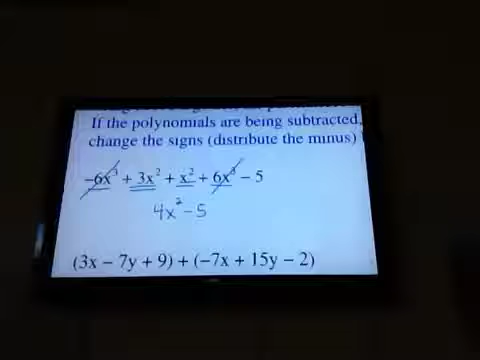 If the polynomials are being subtracted,
change the signs (distribute the minus)
-6x³ + 3x² + x² + 6x³ - 5
4x² - 5
(3x - 7y + 9) + (-7x + 15y - 2)